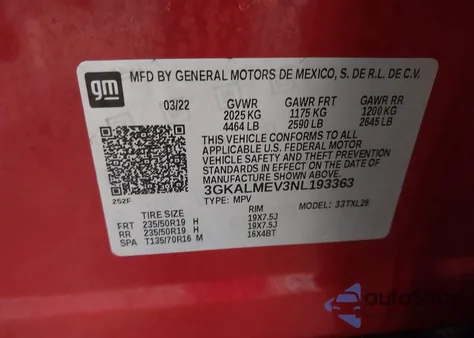 gm
MFD BY GENERAL MOTORS DE MEXICO, S. DE R.L. DE C.V.
03/22 GVWR GAWR FRT GAWR RR
2025 KG 1175 KG 1200 KG
4464 LB 2590 LB 2645 LB
THIS VEHICLE CONFORMS TO ALL
APPLICABLE U.S. FEDERAL MOTOR
VEHICLE SAFETY AND THEFT PREVENTION
STANDARDS IN EFFECT ON THE DATE OF
MANUFACTURE SHOWN ABOVE.
3GKALMEV3NL193363
252F TYPE: MPV MODEL: 33TXL26
TIRE SIZE RIM
FRT 235/50R19 H 19X7.5J
RR 235/50R19 H 19X7.5J
SPA T135/70R16 M 16X4BT